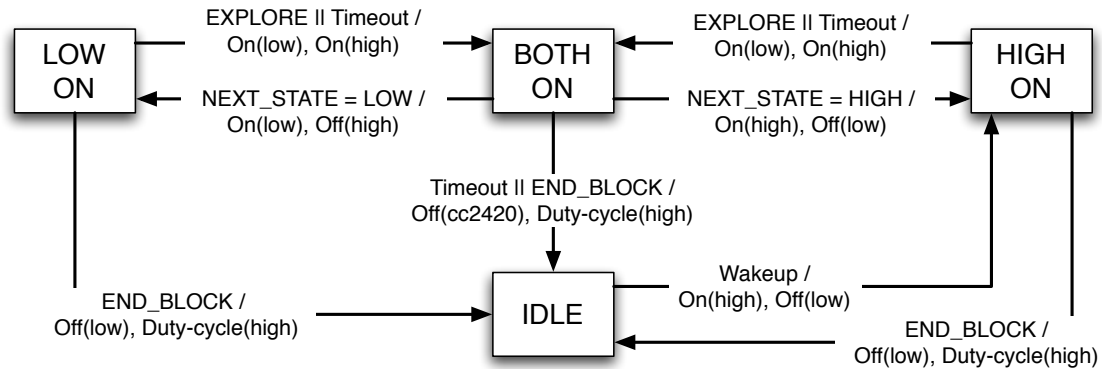 EXPLORE || Timeout /
On(low), On(high)
EXPLORE || Timeout /
On(low), On(high)
LOW
ON
BOTH
ON
HIGH
ON
NEXT_STATE = LOW /
On(low), Off(high)
NEXT_STATE = HIGH /
On(high), Off(low)
Timeout || END_BLOCK /
Off(cc2420), Duty-cycle(high)
END_BLOCK /
Off(low), Duty-cycle(high)
IDLE
Wakeup /
On(high), Off(low)
END_BLOCK /
Off(low), Duty-cycle(high)